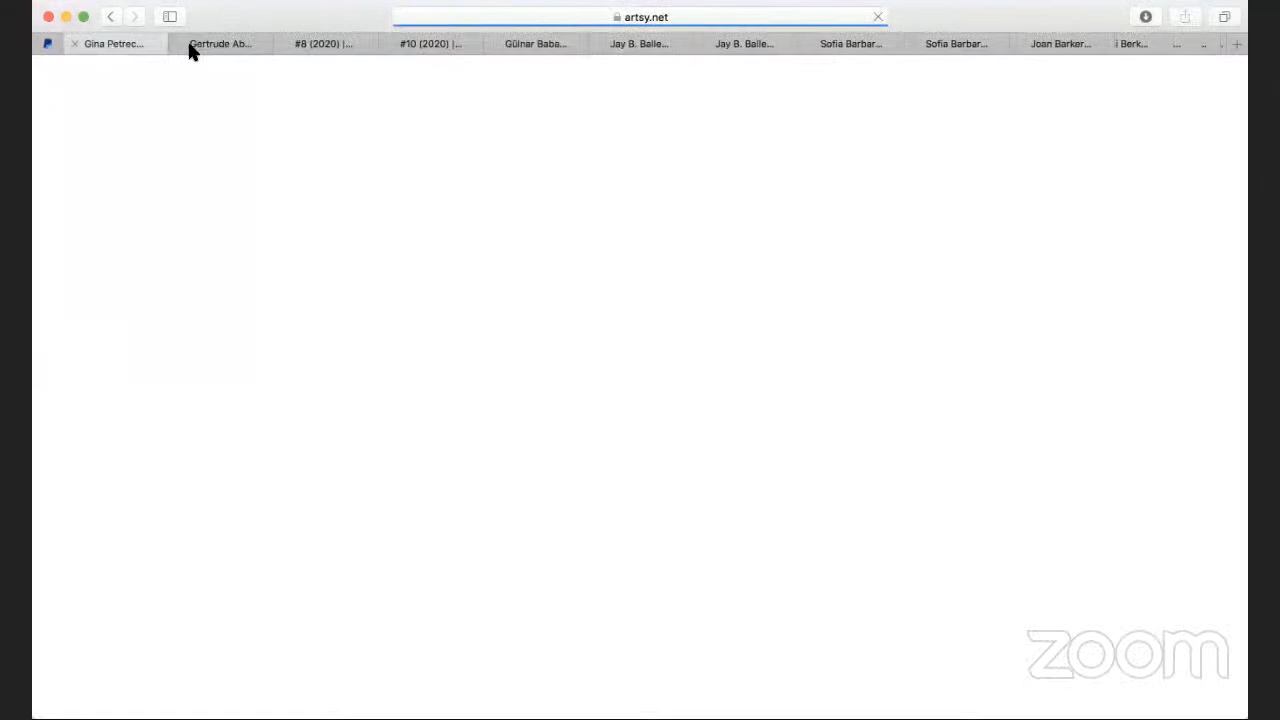 artsy.net
Gina Petrec... Gertrude Ab... #8 (2020) |... #10 (2020) |... Gülnar Baba... Jay B. Balle... Jay B. Balle... Sofia Barbar... Sofia Barbar... Joan Barker... i Berk... ... .. .
zoom